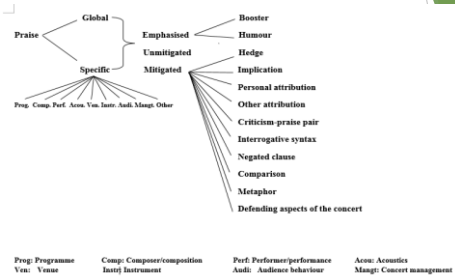 Global
Booster
Praise
Emphasised
Humour
Unmitigated
Hedge
Specific
Mitigated
Implication
Personal attribution
Prog. Comp. Perf. Acou. Ven. Instr. Audi. Mangt. Other
Other attribution
Criticism-praise pair
Interrogative syntax
Negated clause
Comparison
Metaphor
Defending aspects of the concert
Prog: Programme Comp: Composer/composition Perf: Performer/performance Acou: Acoustics
Ven: Venue Instr: Instrument Audi: Audience behaviour Mangt: Concert management